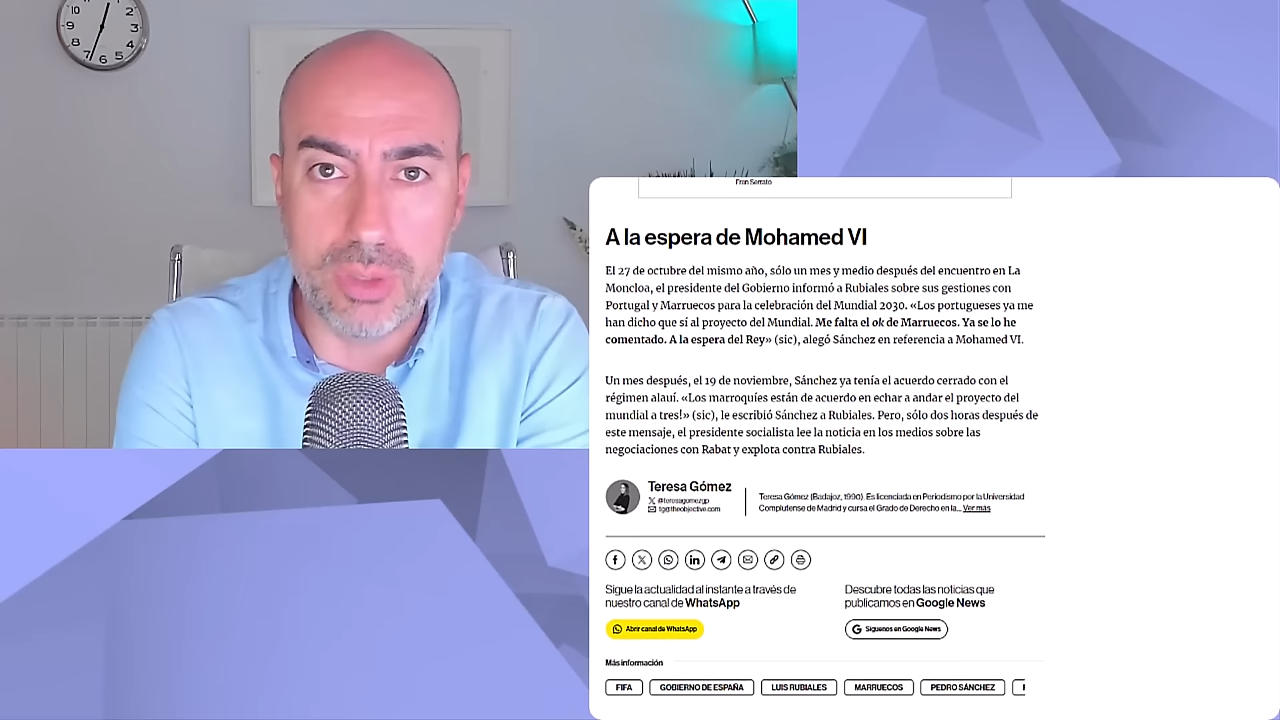 12
2
3
5
6
7
8
9
10
Fran Serrato
A la espera de Mohamed VI
El 27 de octubre del mismo año, sólo un mes y medio después del encuentro en La
Moncloa, el presidente del Gobierno informó a Rubiales sobre sus gestiones con
Portugal y Marruecos para la celebración del Mundial 2030. «Los portugueses ya me
han dicho que sí al proyecto del Mundial. Me falta el ok de Marruecos. Ya se lo he
comentado. A la espera del Rey» (sic), alegó Sánchez en referencia a Mohamed VI.
Un mes después, el 19 de noviembre, Sánchez ya tenía el acuerdo cerrado con el
régimen alauí. «Los marroquíes están de acuerdo en echar a andar el proyecto del
mundial a tres!» (sic), le escribió Sánchez a Rubiales. Pero, sólo dos horas después de
este mensaje, el presidente socialista lee la noticia en los medios sobre las
negociaciones con Rabat y explota contra Rubiales.
Teresa Gómez
@teresagomezgp
tg@theobjective.com
Teresa Gómez (Badajoz, 1990). Es licenciada en Periodismo por la Universidad
Complutense de Madrid y cursa el Grado de Derecho en la... Ver más
Sigue la actualidad al instante a través de
nuestro canal de WhatsApp
Abrir canal de WhatsApp
Descubre todas las noticias que
publicamos en Google News
Síguenos en Google News
Más información
FIFA GOBIERNO DE ESPAÑA LUIS RUBIALES MARRUECOS PEDRO SÁNCHEZ